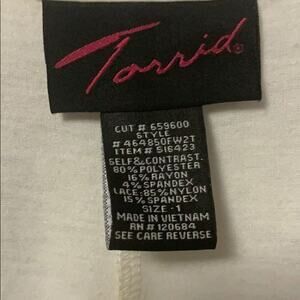 Torrid®
CUT # 659600
STYLE
# 464850FW2T
ITEM # 516423
SELF&CONTRAST:
80% POLYESTER
16% RAYON
4% SPANDEX
LACE: 85% NYLON
15% SPANDEX
SIZE -1
MADE IN VIETNAM
RN # 120684
SEE CARE REVERSE